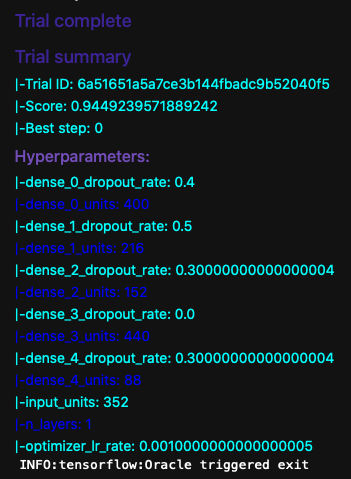 Trial complete
Trial summary
|-Trial ID: 6a51651a5a7ce3b144fbadc9b52040f5
|-Score: 0.9449239571889242
|-Best step: 0
Hyperparameters:
|-dense_0_dropout_rate: 0.4
|-dense_0_units: 400
|-dense_1_dropout_rate: 0.5
|-dense_1_units: 216
|-dense_2_dropout_rate: 0.30000000000000004
|-dense_2_units: 152
|-dense_3_dropout_rate: 0.0
|-dense_3_units: 440
|-dense_4_dropout_rate: 0.30000000000000004
|-dense_4_units: 88
|-input_units: 352
|-n_layers: 1
|-optimizer_lr_rate: 0.0010000000000000005
INFO:tensorflow:Oracle triggered exit